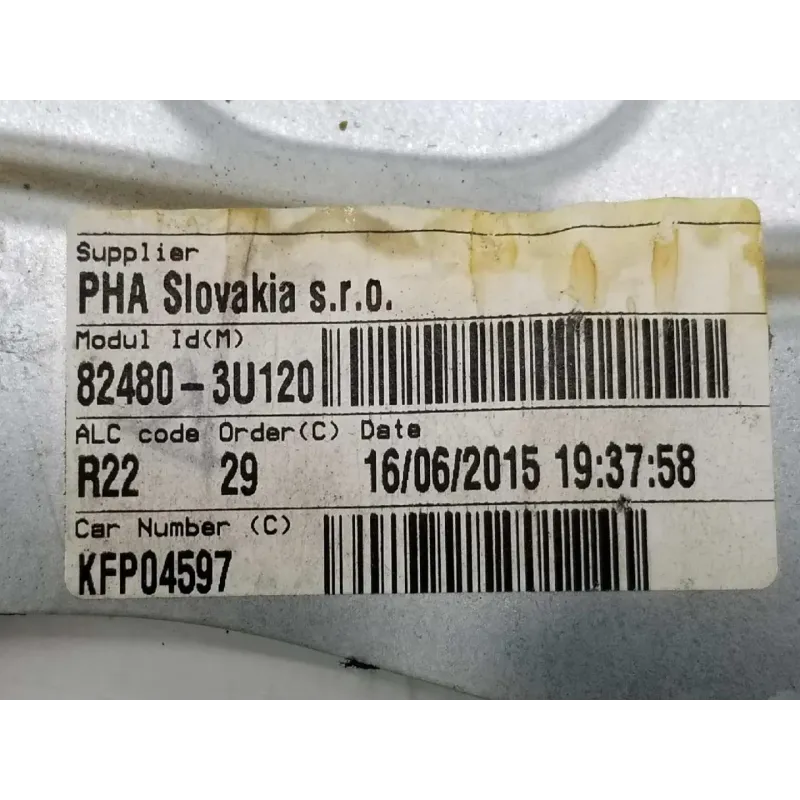 Supplier
PHA Slovakia s.r.o.
Modul Id(M)
82480-3U120
ALC code Order(C) Date
R22 29 16/06/2015 19:37:58
Car Number (C)
KFP04597